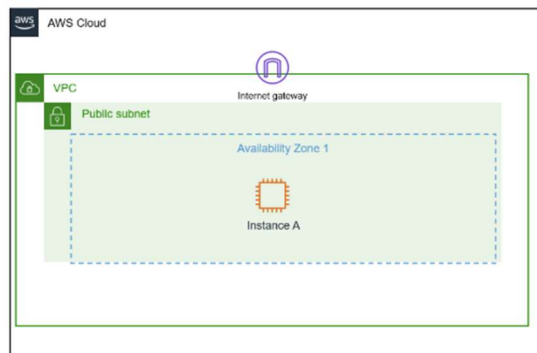 aws
AWS Cloud
Internet gateway
VPC
Public subnet
Availability Zone 1
Instance A